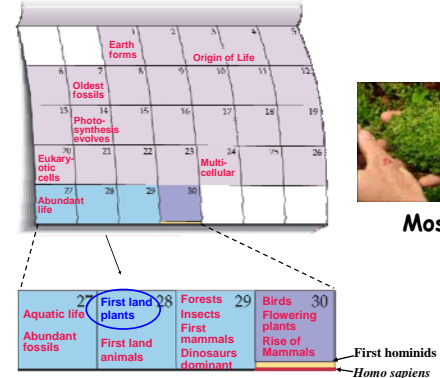 1 2 3 4 5
Earth
forms
Origin of Life
6 7 8 9 10 11 12
Oldest
fossils
13 14 15 16 17 18 19
Photo-
synthesis
evolves
20 21 22 23 24 25 26
Eukary-
otic
cells
Multi-
cellular
27 28 29 30
Abundant
life
Mos
27
Aquatic life
Abundant
fossils
28
First land
plants
First land
animals
29
Forests
Insects
First
mammals
Dinosaurs
dominant
30
Birds
Flowering
plants
Rise of
Mammals
First hominids
Homo sapiens